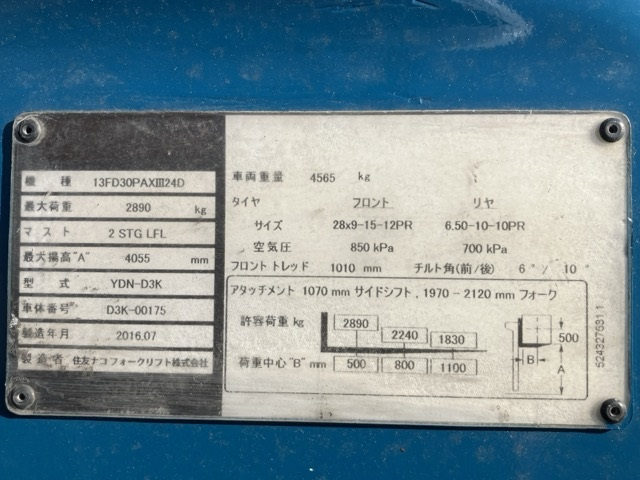 機 種 13FD30PAXⅢ24D
最大荷重 2890 kg
マ ス ト 2 STG LFL
最大揚高"A" 4055 mm
型 式 YDN-D3K
車体番号 D3K-00175
製造年月 2016.07
製 造 者 住友ナコフォークリフト株式会社
車両重量 4565 kg
タイヤ フロント リヤ
サイズ 28x9-15-12PR 6.50-10-10PR
空気圧 850 kPa 700 kPa
フロント トレッド 1010 mm チルト角(前/後) 6°/ 10°
アタッチメント 1070 mm サイドシフト , 1970 - 2120 mm フォーク
許容荷重 kg 2890 2240 1830
荷重中心 "B" mm 500 800 1100
500
B
A